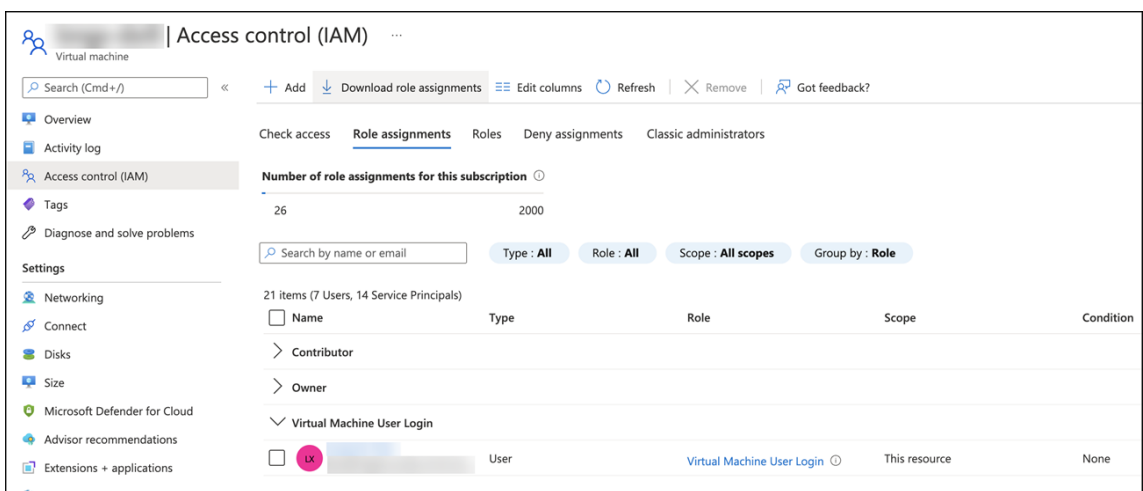 | Access control (IAM) ...
Virtual machine
Search (Cmd+/)
Overview
Activity log
Access control (IAM)
Tags
Diagnose and solve problems
Settings
Networking
Connect
Disks
Size
Microsoft Defender for Cloud
Advisor recommendations
Extensions + applications
Add Download role assignments Edit columns Refresh Remove Got feedback?
Check access Role assignments Roles Deny assignments Classic administrators
Number of role assignments for this subscription
26 2000
Search by name or email Type : All Role : All Scope : All scopes Group by : Role
21 items (7 Users, 14 Service Principals)
Name Type Role Scope Condition
Contributor
Owner
Virtual Machine User Login
LX User Virtual Machine User Login This resource None